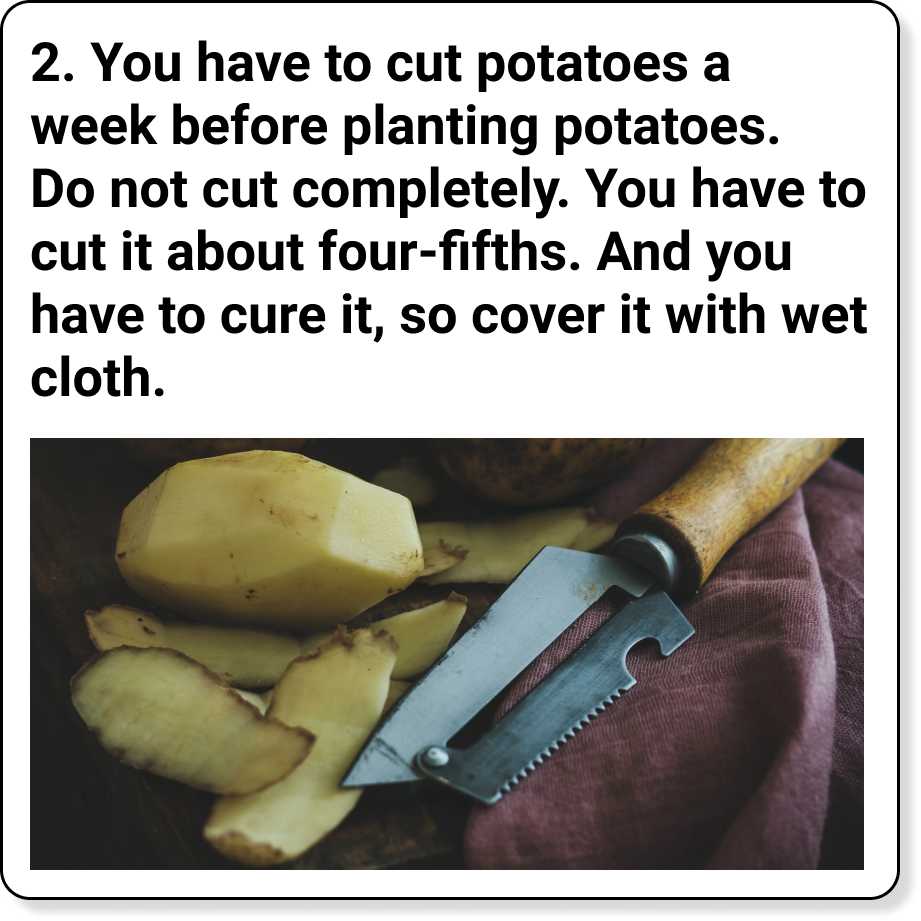 2. You have to cut potatoes a
week before planting potatoes.
Do not cut completely. You have to
cut it about four-fifths. And you
have to cure it, so cover it with wet
cloth.